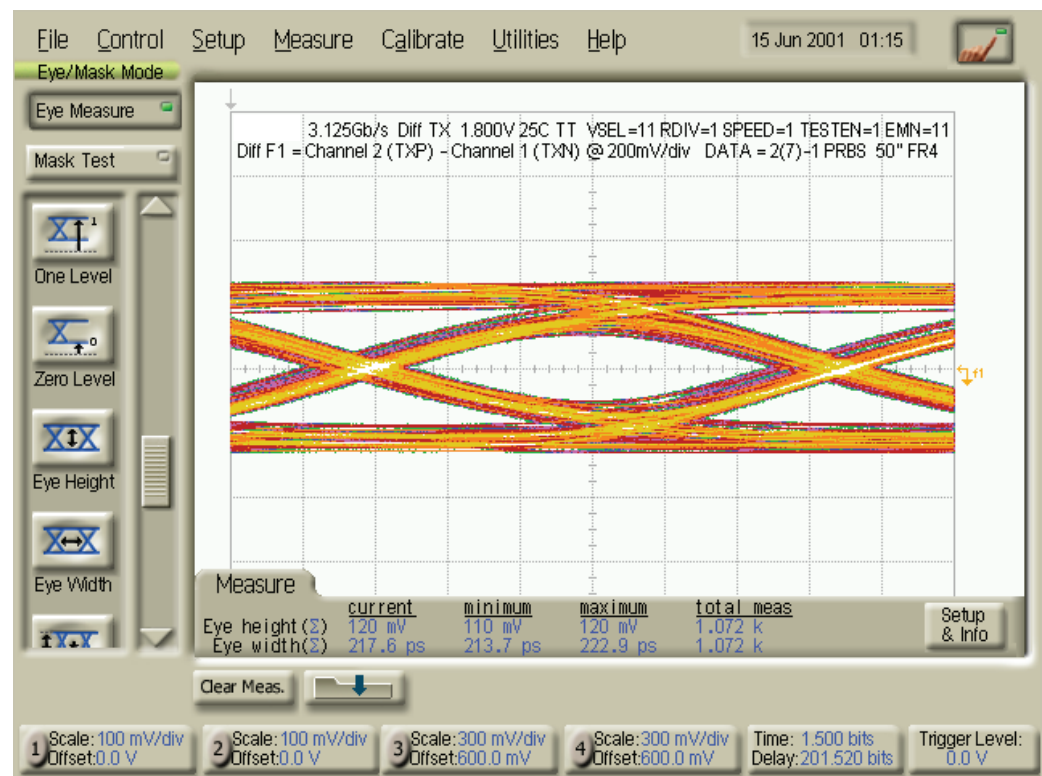 File Control Setup Measure Calibrate Utilities Help 15 Jun 2001 01:15
Eye/Mask Mode
Eye Measure
Mask Test
3.125Gb/s Diff TX 1.800V 25C TT VSEL=11 RDIV=1 SPEED=1 TESTEN=1 EMN=11
Diff F1 = Channel 2 (TXP) - Channel 1 (TXN) @ 200mV/div DATA = 2(7)-1 PRBS 50" FR4
1
One Level
0
Zero Level
Eye Height
Eye Width
f1
Measure
current minimum maximum total meas
Eye height(Σ) 120 mV 110 mV 120 mV 1.072 k
Eye width(Σ) 217.6 ps 213.7 ps 222.9 ps 1.072 k
Setup
& Info
Clear Meas.
1 Scale:100 mV/div
Offset:0.0 V
2 Scale:100 mV/div
Offset:0.0 V
3 Scale:300 mV/div
Offset:600.0 mV
4 Scale:300 mV/div
Offset:600.0 mV
Time: 1.500 bits
Delay:201.520 bits
Trigger Level:
0.0 V